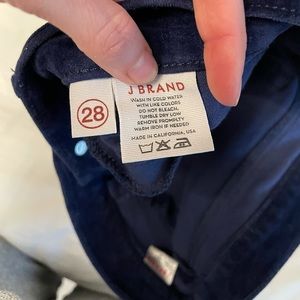 28
J BRAND
WASH IN COLD WATER
WITH LIKE COLORS
DO NOT BLEACH.
TUMBLE DRY LOW
REMOVE PROMPTLY
WARM IRON IF NEEDED
MADE IN CALIFORNIA, USA